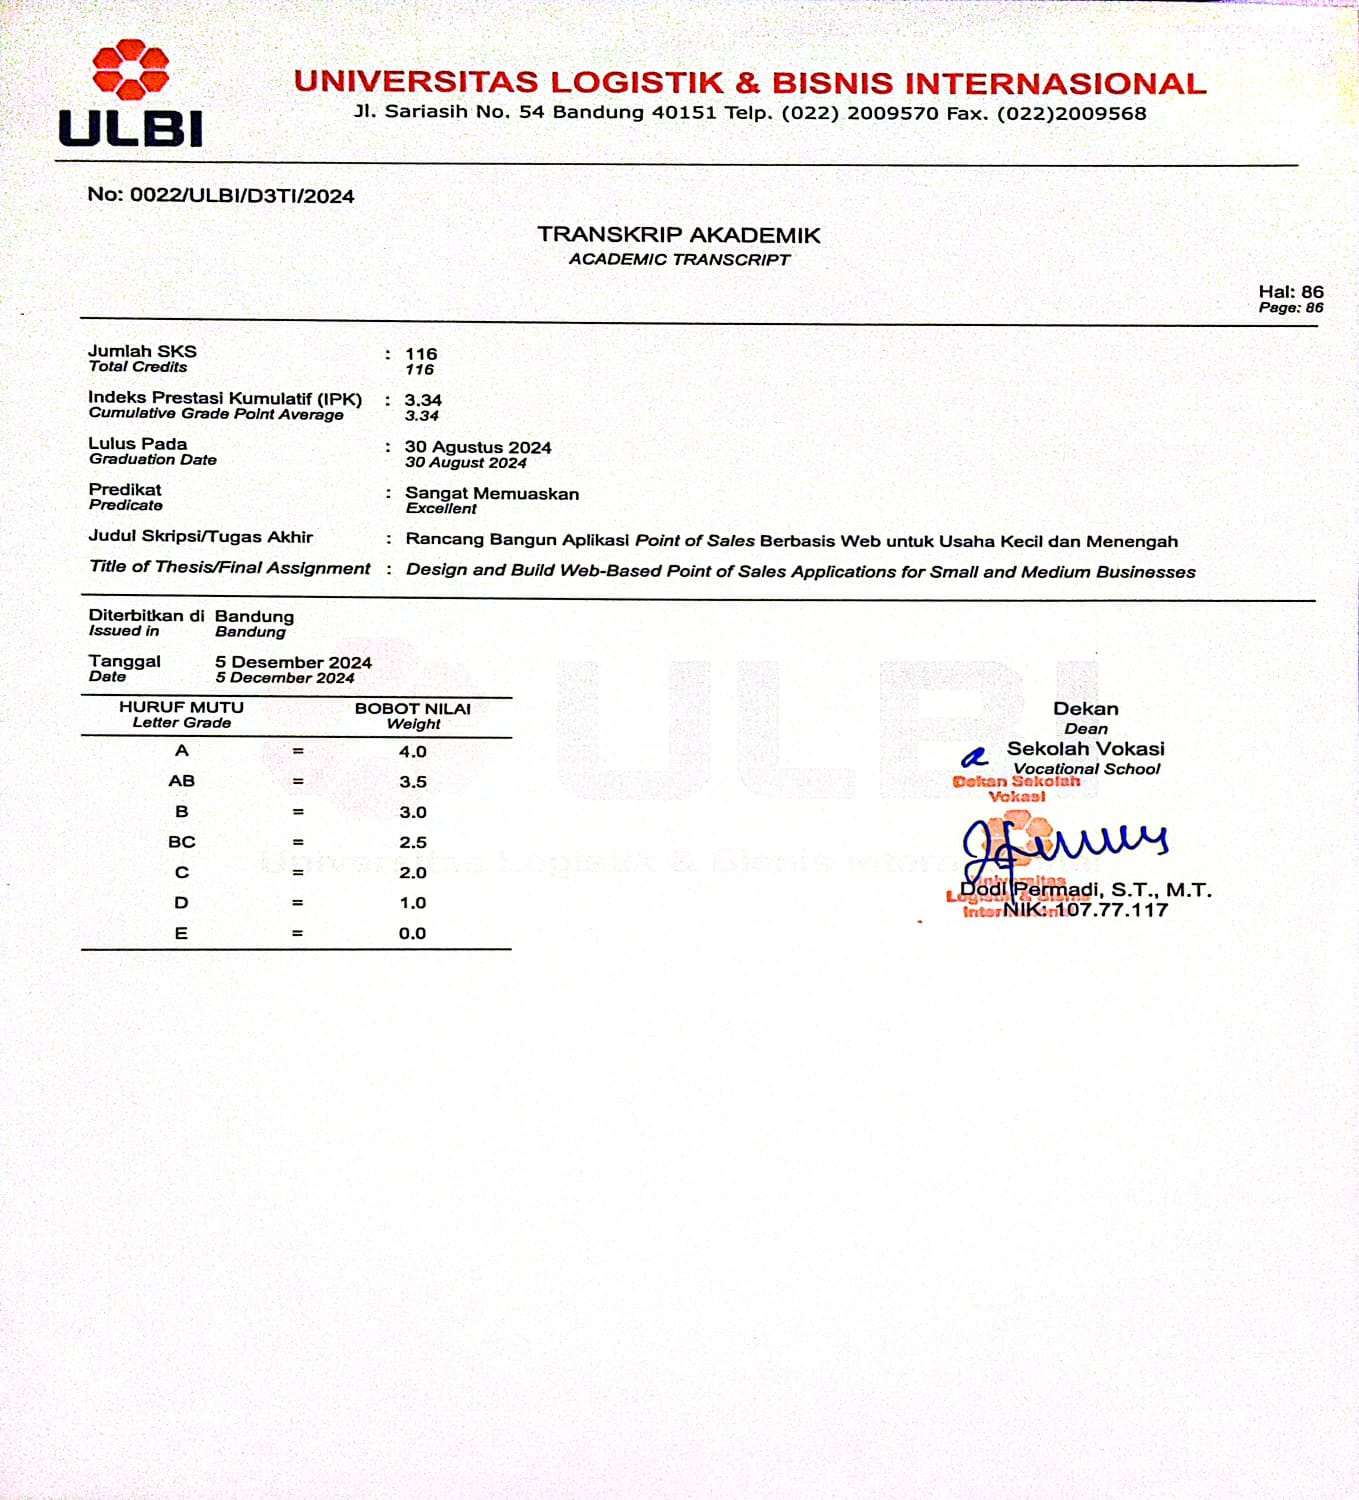 ULBI
UNIVERSITAS LOGISTIK & BISNIS INTERNASIONAL
Jl. Sariasih No. 54 Bandung 40151 Telp. (022) 2009570 Fax. (022)2009568
No: 0022/ULBI/D3TI/2024
TRANSKRIP AKADEMIK
ACADEMIC TRANSCRIPT
Hal: 86
Page: 86
Jumlah SKS : 116
Total Credits 116
Indeks Prestasi Kumulatif (IPK) : 3.34
Cumulative Grade Point Average 3.34
Lulus Pada : 30 Agustus 2024
Graduation Date 30 August 2024
Predikat : Sangat Memuaskan
Predicate Excellent
Judul Skripsi/Tugas Akhir : Rancang Bangun Aplikasi Point of Sales Berbasis Web untuk Usaha Kecil dan Menengah
Title of Thesis/Final Assignment : Design and Build Web-Based Point of Sales Applications for Small and Medium Businesses
Diterbitkan di Bandung
Issued in Bandung
Tanggal 5 Desember 2024
Date 5 December 2024
HURUF MUTU BOBOT NILAI
Letter Grade Weight
A = 4.0
AB = 3.5
B = 3.0
BC = 2.5
C = 2.0
D = 1.0
E = 0.0
Dekan
Dean
Sekolah Vokasi
Vocational School
Dekan Sekolah
Vokasi
Universitas
Logistik & Bisnis
Internasional
Dodi Permadi, S.T., M.T.
NIK: 107.77.117
ULBI